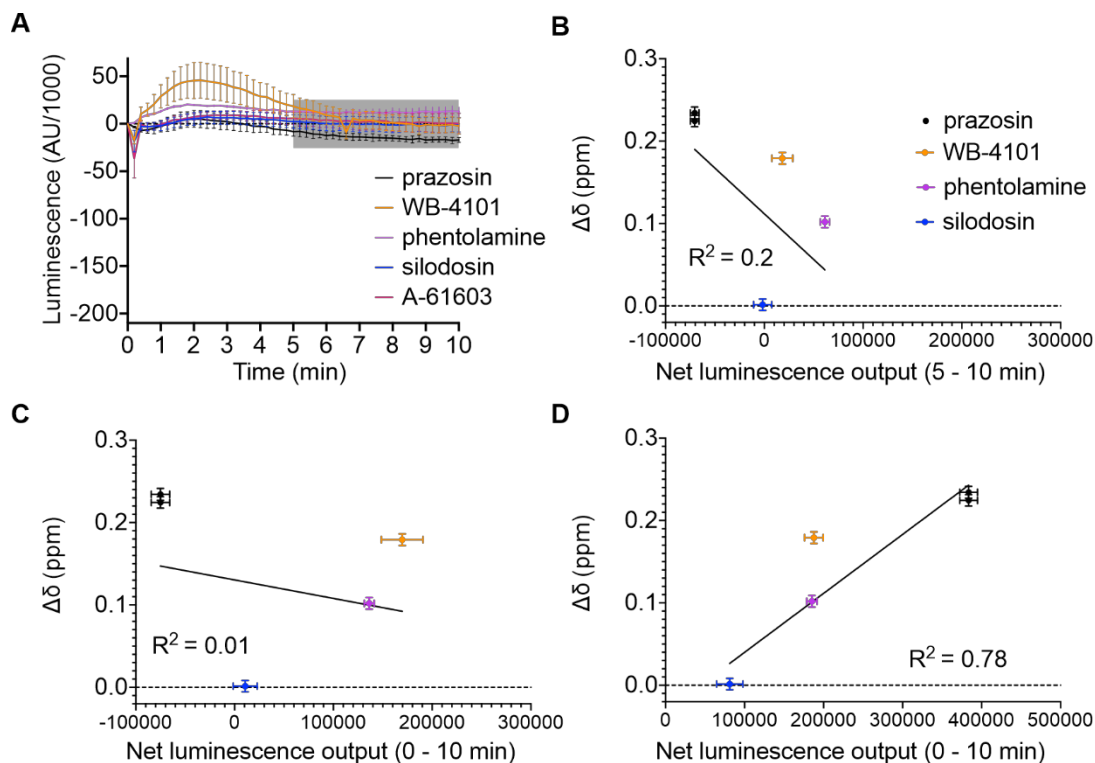 A
Luminescence (AU/1000)
50
0
-50
-100
-150
-200
prazosin
WB-4101
phentolamine
silodosin
A-61603
0 1 2 3 4 5 6 7 8 9 10
Time (min)
B
Δδ (ppm)
0.3
0.2
0.1
0.0
prazosin
WB-4101
phentolamine
silodosin
R² = 0.2
-100000 0 100000 200000 300000
Net luminescence output (5 - 10 min)
C
Δδ (ppm)
0.3
0.2
0.1
0.0
R² = 0.01
-100000 0 100000 200000 300000
Net luminescence output (0 - 10 min)
D
Δδ (ppm)
0.3
0.2
0.1
0.0
R² = 0.78
0 100000 200000 300000 400000 500000
Net luminescence output (0 - 10 min)